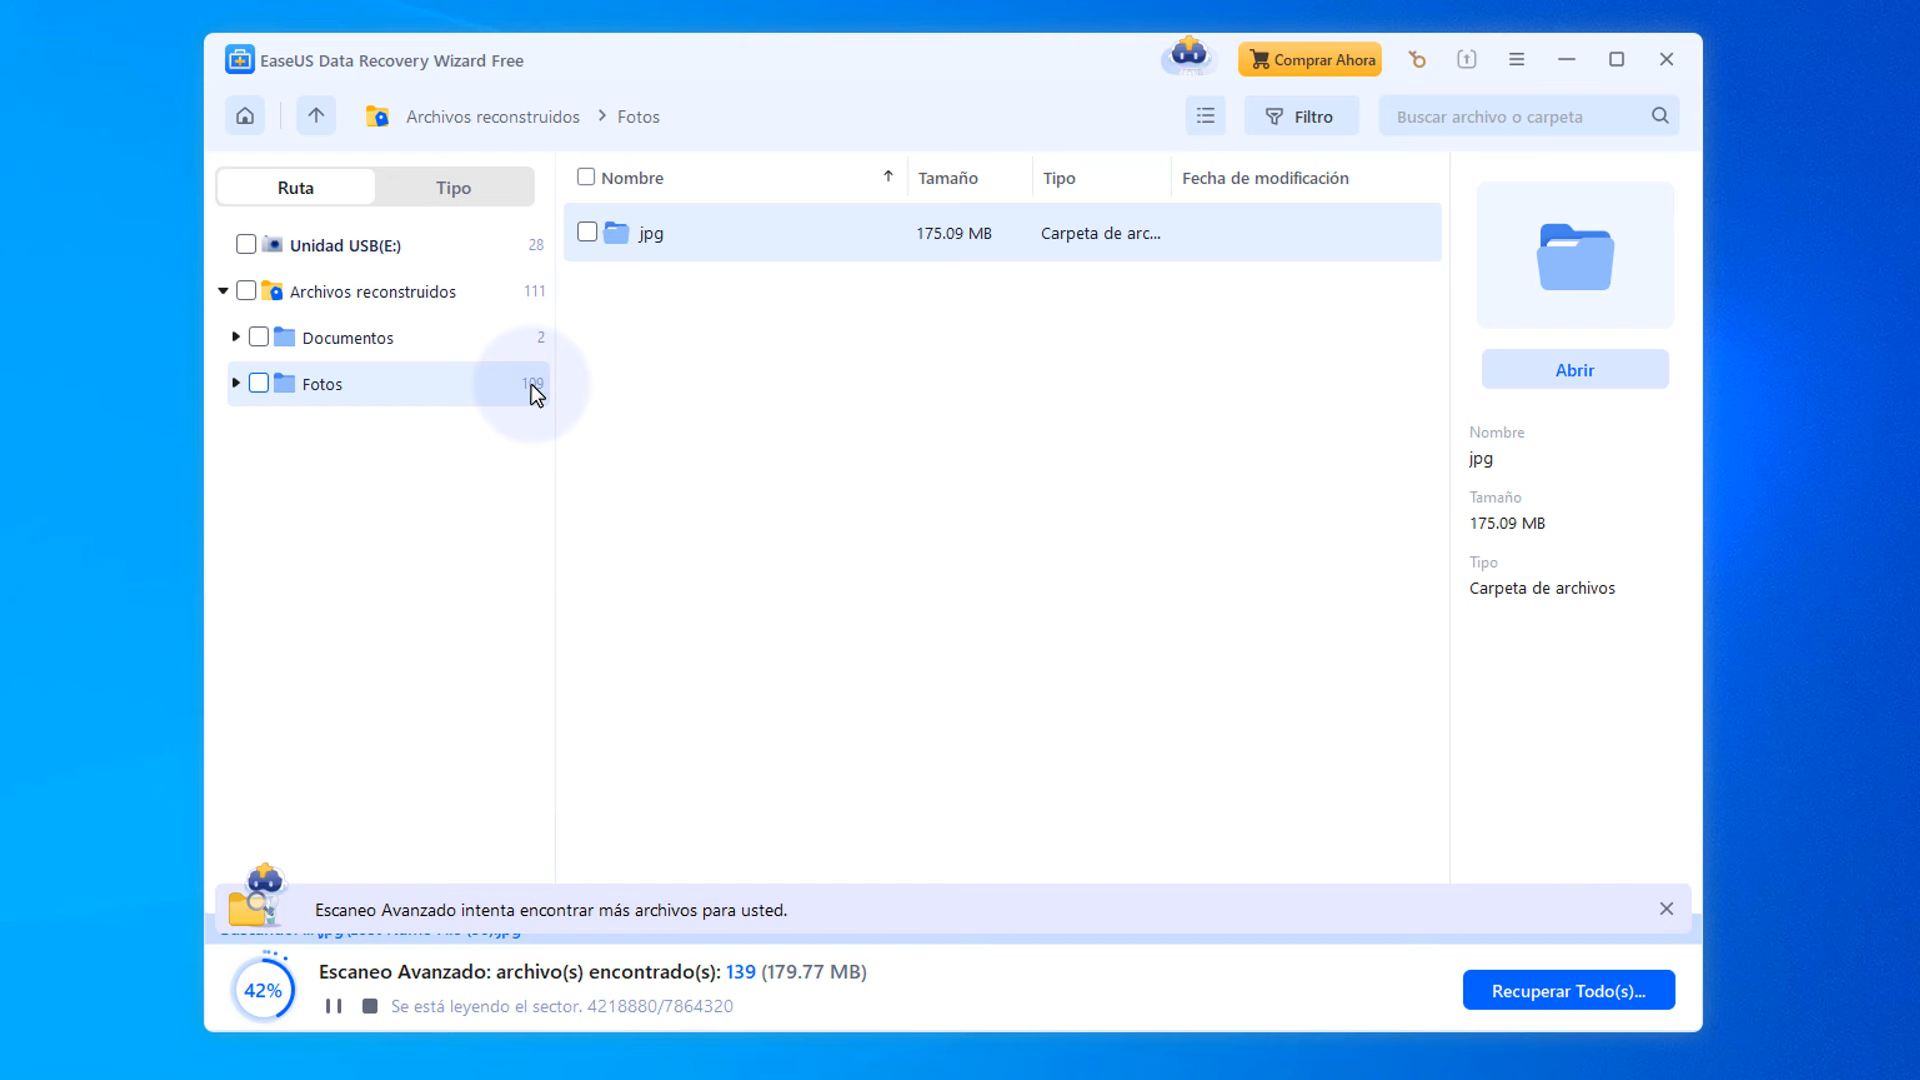 EaseUS Data Recovery Wizard Free
Comprar Ahora
Archivos reconstruidos > Fotos
Filtro
Buscar archivo o carpeta
Ruta
Tipo
Nombre
Tamaño
Tipo
Fecha de modificación
Unidad USB(E:) 28
Archivos reconstruidos 111
Documentos 2
Fotos 109
jpg 175.09 MB Carpeta de arc...
Abrir
Nombre
jpg
Tamaño
175.09 MB
Tipo
Carpeta de archivos
Escaneo Avanzado intenta encontrar más archivos para usted.
42%
Escaneo Avanzado: archivo(s) encontrado(s): 139 (179.77 MB)
Se está leyendo el sector. 4218880/7864320
Recuperar Todo(s)...